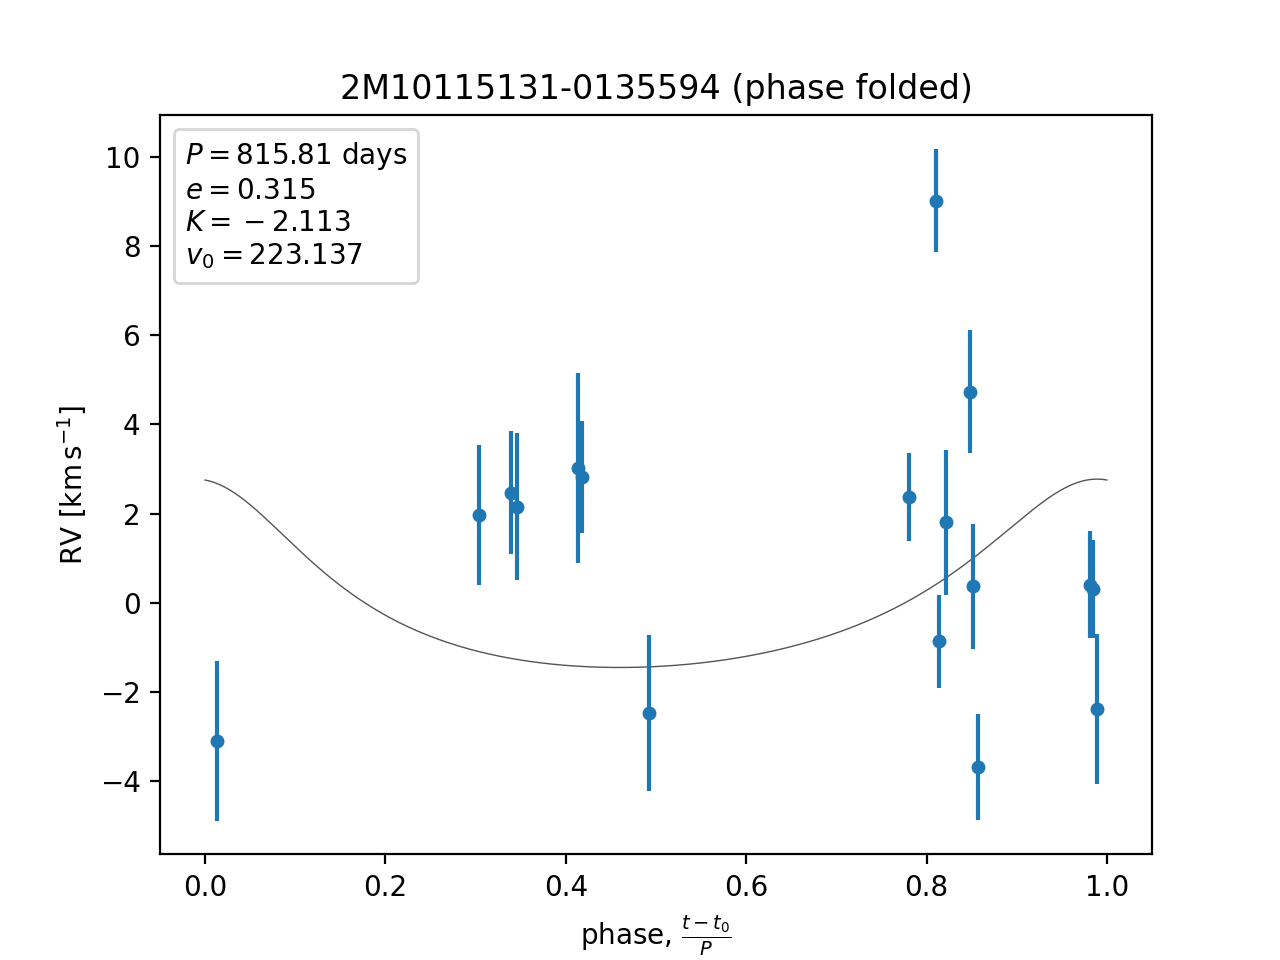 2M10115131-0135594 (phase folded)
P = 815.81 days
e = 0.315
K = −2.113
v₀ = 223.137
10
8
6
4
2
0
−2
−4
RV [km s⁻¹]
0.0 0.2 0.4 0.6 0.8 1.0
phase, (t − t₀)/P